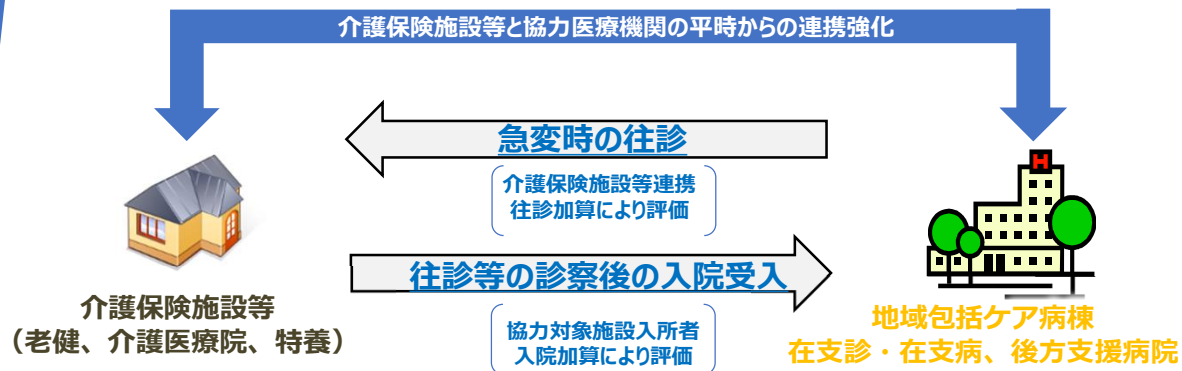 介護保険施設等と協力医療機関の平時からの連携強化
急変時の往診
介護保険施設等連携
往診加算により評価
往診等の診察後の入院受入
協力対象施設入所者
入院加算により評価
介護保険施設等
（老健、介護医療院、特養）
H
地域包括ケア病棟
在支診・在支病、後方支援病院